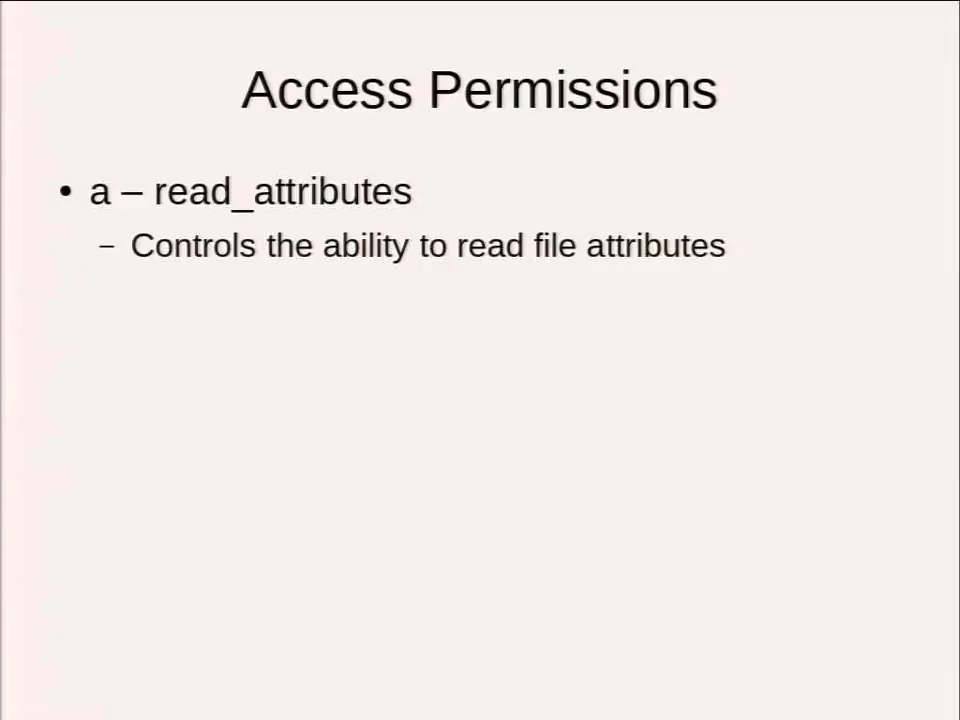 Access Permissions
• a – read_attributes
– Controls the ability to read file attributes